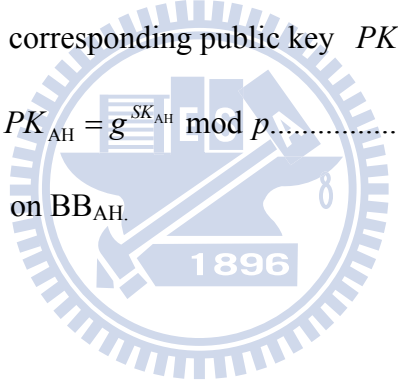 corresponding public key PK
PK_AH = g^{SK_AH} mod p................
on BB_AH.
1896